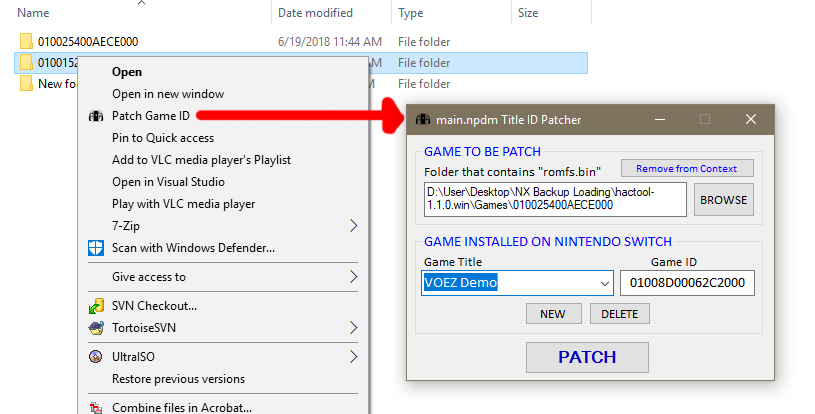 Name Date modified Type Size
010025400AECE000 6/19/2018 11:44 AM File folder
010015 AM File folder
New fo M File folder
Open
Open in new window
Patch Game ID
Pin to Quick access
Add to VLC media player's Playlist
Open in Visual Studio
Play with VLC media player
7-Zip
Scan with Windows Defender...
Give access to
SVN Checkout...
TortoiseSVN
UltraISO
Restore previous versions
Combine files in Acrobat...
main.npdm Title ID Patcher
GAME TO BE PATCH
Folder that contains "romfs.bin"
Remove from Context
D:\User\Desktop\NX Backup Loading\hactool-
1.1.0.win\Games\010025400AECE000
BROWSE
GAME INSTALLED ON NINTENDO SWITCH
Game Title Game ID
VOEZ Demo 01008D00062C2000
NEW DELETE
PATCH